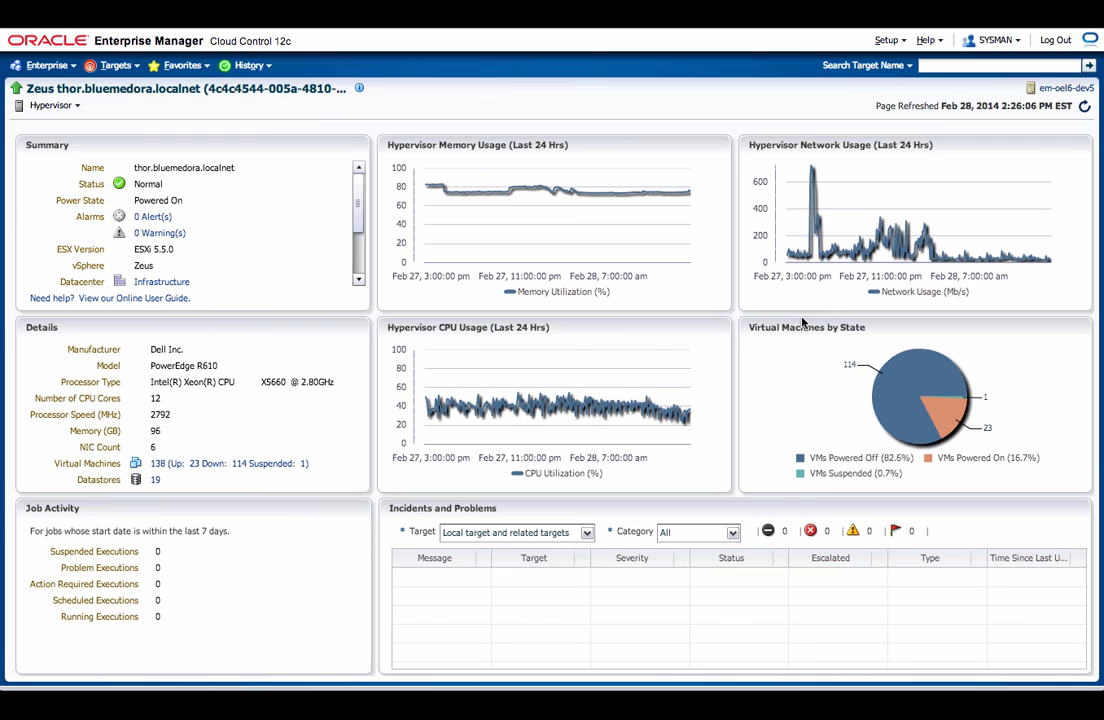 ORACLE Enterprise Manager Cloud Control 12c
Setup Help SYSMAN Log Out
Enterprise Targets Favorites History Search Target Name
Zeus thor.bluemedora.localnet (4c4c4544-005a-4810-... em-oel6-dev5
Hypervisor Page Refreshed Feb 28, 2014 2:26:06 PM EST
Summary
Name thor.bluemedora.localnet
Status Normal
Power State Powered On
Alarms 0 Alert(s)
0 Warning(s)
ESX Version ESXi 5.5.0
vSphere Zeus
Datacenter Infrastructure
Need help? View our Online User Guide.
Hypervisor Memory Usage (Last 24 Hrs)
100
80
60
40
20
0
Feb 27, 3:00:00 pm Feb 27, 11:00:00 pm Feb 28, 7:00:00 am
Memory Utilization (%)
Hypervisor Network Usage (Last 24 Hrs)
600
400
200
0
Feb 27, 3:00:00 pm Feb 27, 11:00:00 pm Feb 28, 7:00:00 am
Network Usage (Mb/s)
Details
Manufacturer Dell Inc.
Model PowerEdge R610
Processor Type Intel(R) Xeon(R) CPU X5660 @ 2.80GHz
Number of CPU Cores 12
Processor Speed (MHz) 2792
Memory (GB) 96
NIC Count 6
Virtual Machines 138 (Up: 23 Down: 114 Suspended: 1)
Datastores 19
Hypervisor CPU Usage (Last 24 Hrs)
100
80
60
40
20
0
Feb 27, 3:00:00 pm Feb 27, 11:00:00 pm Feb 28, 7:00:00 am
CPU Utilization (%)
Virtual Machines by State
114
1
23
VMs Powered Off (82.6%) VMs Powered On (16.7%)
VMs Suspended (0.7%)
Job Activity
For jobs whose start date is within the last 7 days.
Suspended Executions 0
Problem Executions 0
Action Required Executions 0
Scheduled Executions 0
Running Executions 0
Incidents and Problems
* Target Local target and related targets * Category All 0 | 0 | 0 | 0 |
Message Target Severity Status Escalated Type Time Since Last U...